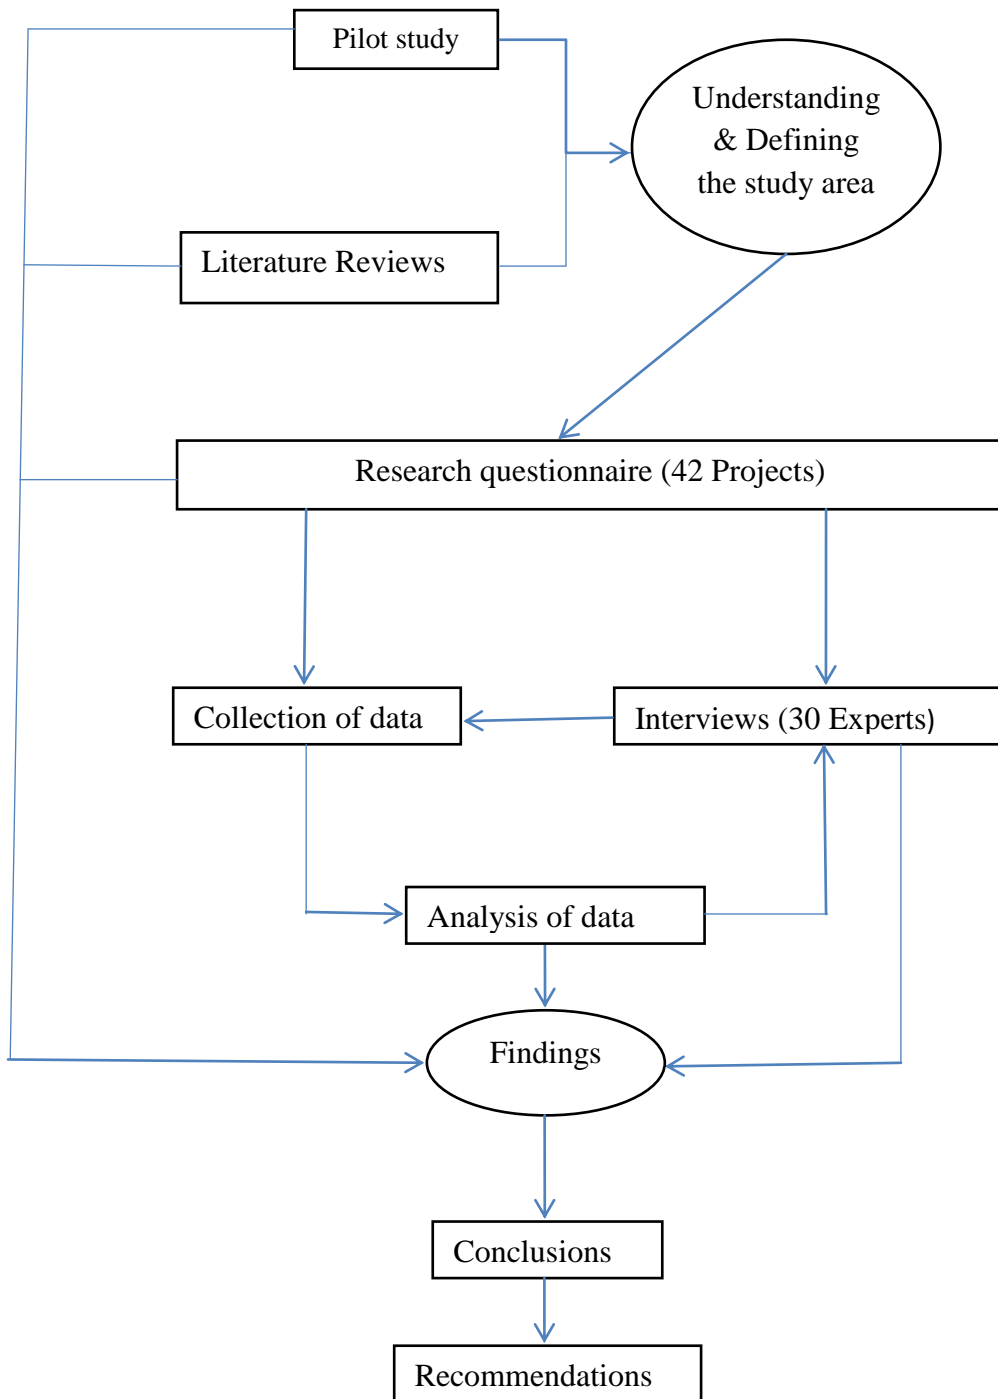 Pilot study
Understanding
& Defining
the study area
Literature Reviews
Research questionnaire (42 Projects)
Collection of data
Interviews (30 Experts)
Analysis of data
Findings
Conclusions
Recommendations